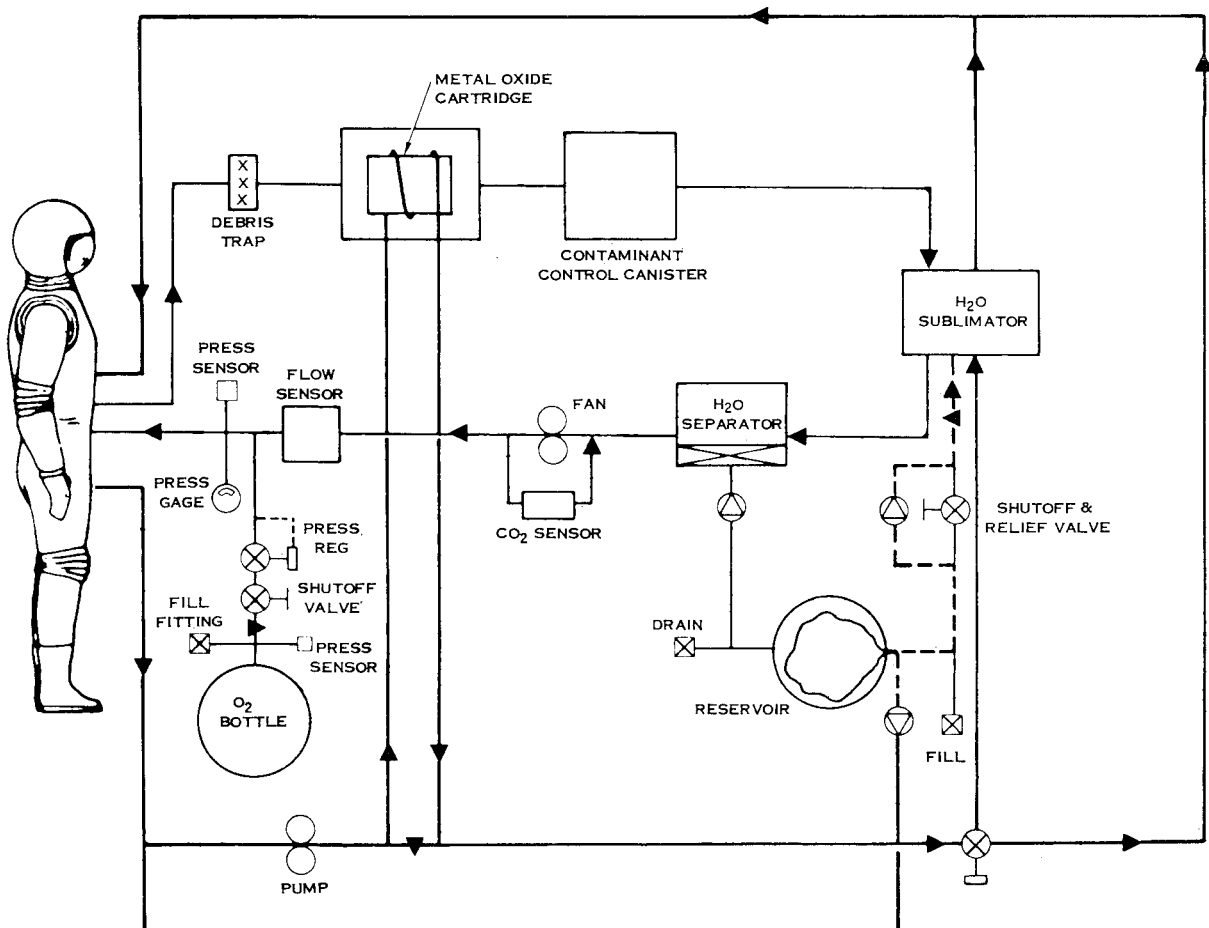 METAL OXIDE
CARTRIDGE
X
X
X
DEBRIS
TRAP
CONTAMINANT
CONTROL CANISTER
H2O
SUBLIMATOR
PRESS
SENSOR
FLOW
SENSOR
FAN
H2O
SEPARATOR
PRESS
GAGE
CO2 SENSOR
SHUTOFF &
RELIEF VALVE
PRESS
REG
SHUTOFF
VALVE
FILL
FITTING
PRESS
SENSOR
DRAIN
O2
BOTTLE
RESERVOIR
FILL
PUMP